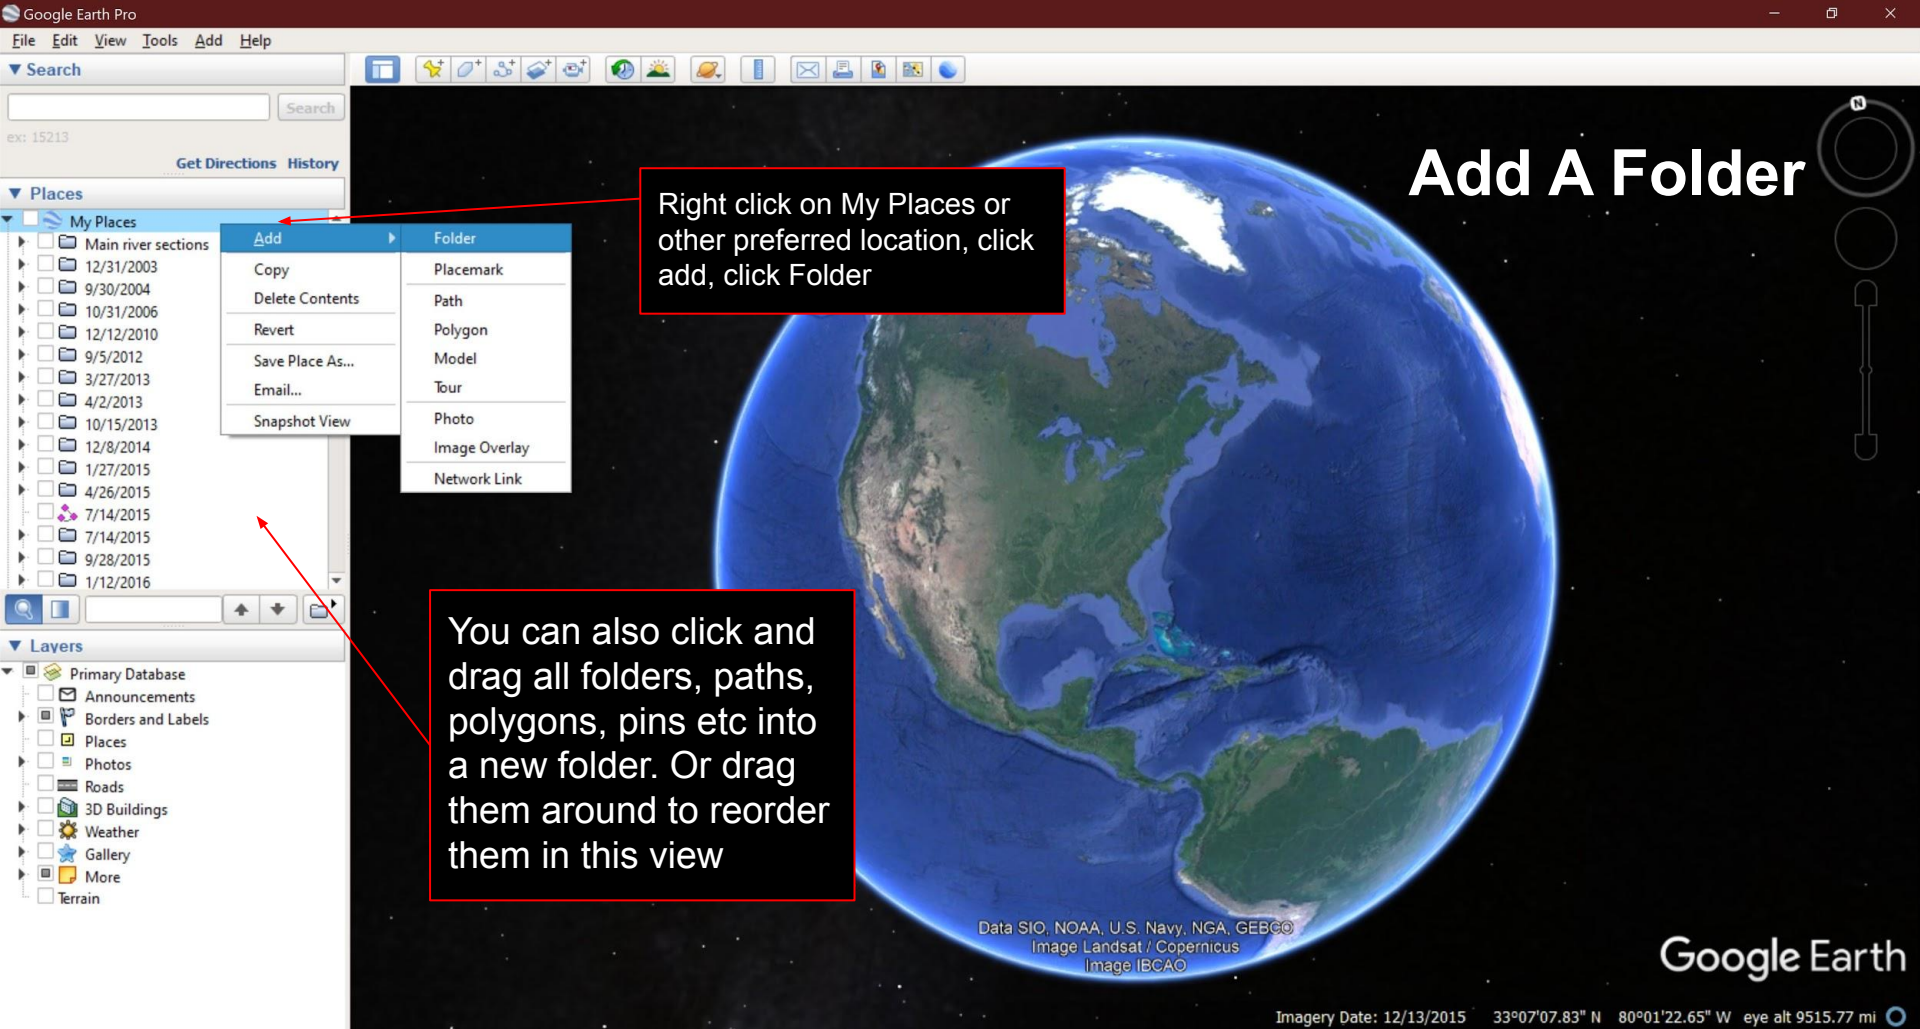 Google Earth Pro
File Edit View Tools Add Help
Search
Search
ex: 15213
Get Directions History
Places
My Places
Main river sections
12/31/2003
9/30/2004
10/31/2006
12/12/2010
9/5/2012
3/27/2013
4/2/2013
10/15/2013
12/8/2014
1/27/2015
4/26/2015
7/14/2015
7/14/2015
9/28/2015
1/12/2016
Add
Copy
Delete Contents
Revert
Save Place As...
Email...
Snapshot View
Folder
Placemark
Path
Polygon
Model
Tour
Photo
Image Overlay
Network Link
Right click on My Places or
other preferred location, click
add, click Folder
Add A Folder
N
You can also click and
drag all folders, paths,
polygons, pins etc into
a new folder. Or drag
them around to reorder
them in this view
Layers
Primary Database
Announcements
Borders and Labels
Places
Photos
Roads
3D Buildings
Weather
Gallery
More
Terrain
Data SIO, NOAA, U.S. Navy, NGA, GEBCO
Image Landsat / Copernicus
Image IBCAO
Google Earth
Imagery Date: 12/13/2015 33°07'07.83" N 80°01'22.65" W eye alt 9515.77 mi